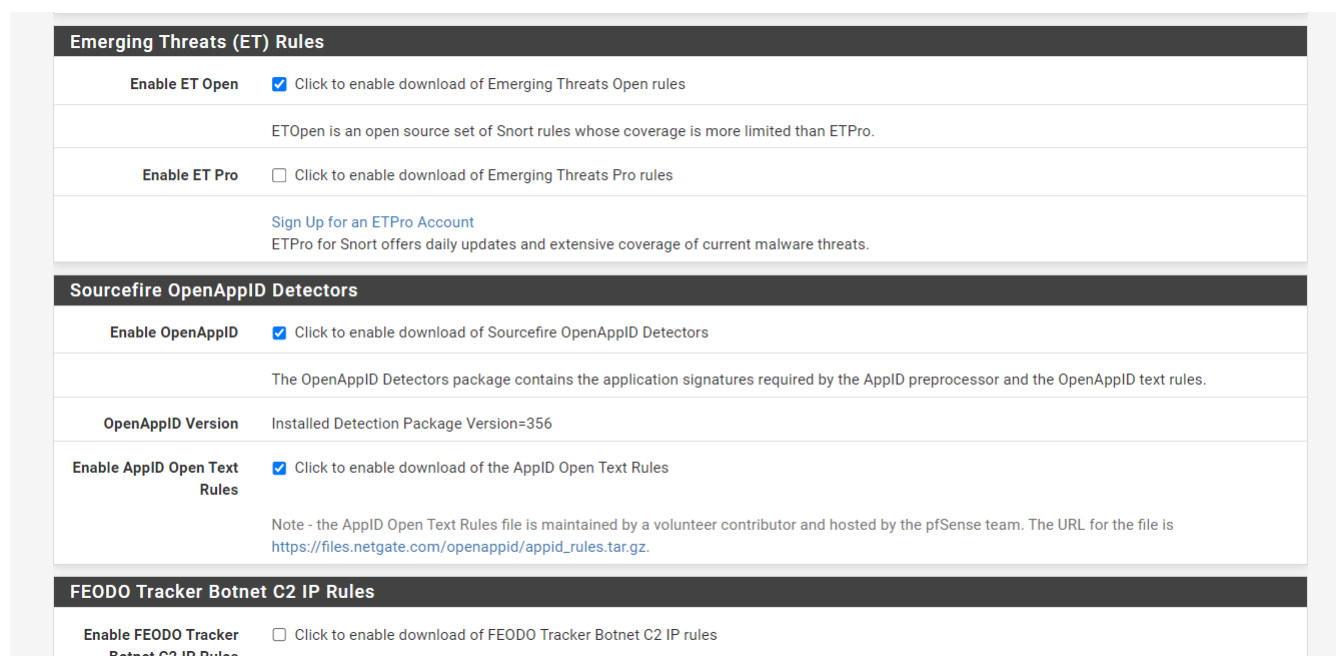 Emerging Threats (ET) Rules
Enable ET Open
Click to enable download of Emerging Threats Open rules
ETOpen is an open source set of Snort rules whose coverage is more limited than ETPro.
Enable ET Pro
Click to enable download of Emerging Threats Pro rules
Sign Up for an ETPro Account
ETPro for Snort offers daily updates and extensive coverage of current malware threats.
Sourcefire OpenAppID Detectors
Enable OpenAppID
Click to enable download of Sourcefire OpenAppID Detectors
The OpenAppID Detectors package contains the application signatures required by the AppID preprocessor and the OpenAppID text rules.
OpenAppID Version
Installed Detection Package Version=356
Enable AppID Open Text
Rules
Click to enable download of the AppID Open Text Rules
Note - the AppID Open Text Rules file is maintained by a volunteer contributor and hosted by the pfSense team. The URL for the file is
https://files.netgate.com/openappid/appid_rules.tar.gz.
FEODO Tracker Botnet C2 IP Rules
Enable FEODO Tracker
Botnet C2 IP Rules
Click to enable download of FEODO Tracker Botnet C2 IP rules